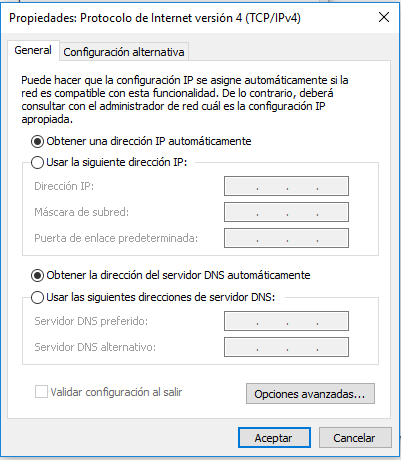 Propiedades: Protocolo de Internet versión 4 (TCP/IPv4)
General
Configuración alternativa
Puede hacer que la configuración IP se asigne automáticamente si la
red es compatible con esta funcionalidad. De lo contrario, deberá
consultar con el administrador de red cuál es la configuración IP
apropiada.
Obtener una dirección IP automáticamente
Usar la siguiente dirección IP:
Dirección IP:
Máscara de subred:
Puerta de enlace predeterminada:
Obtener la dirección del servidor DNS automáticamente
Usar las siguientes direcciones de servidor DNS:
Servidor DNS preferido:
Servidor DNS alternativo:
Validar configuración al salir
Opciones avanzadas...
Aceptar
Cancelar